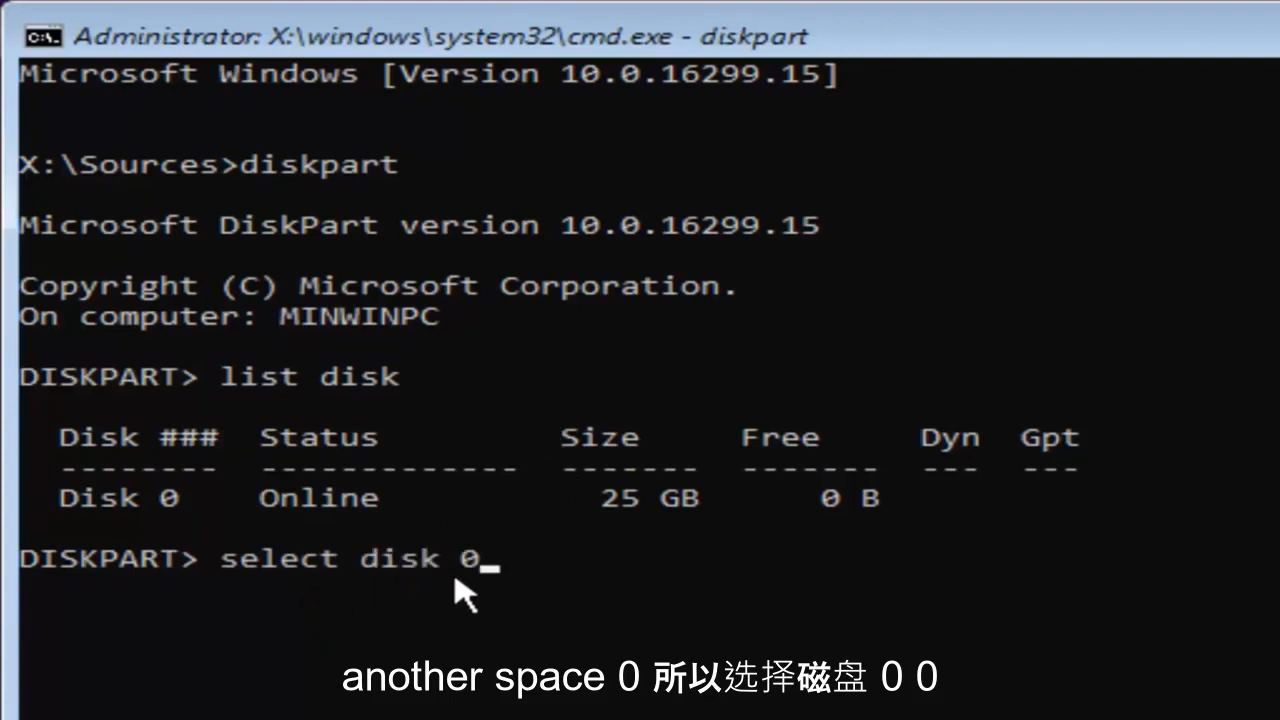 Administrator: X:\windows\system32\cmd.exe - diskpart
Microsoft Windows [Version 10.0.16299.15]
X:\Sources>diskpart
Microsoft DiskPart version 10.0.16299.15
Copyright (C) Microsoft Corporation.
On computer: MINWINPC
DISKPART> list disk
Disk ### Status Size Free Dyn Gpt
-------- ------------- ------- ------- --- ---
Disk 0 Online 25 GB 0 B
DISKPART> select disk 0_
another space 0 所以选择磁盘 0 0